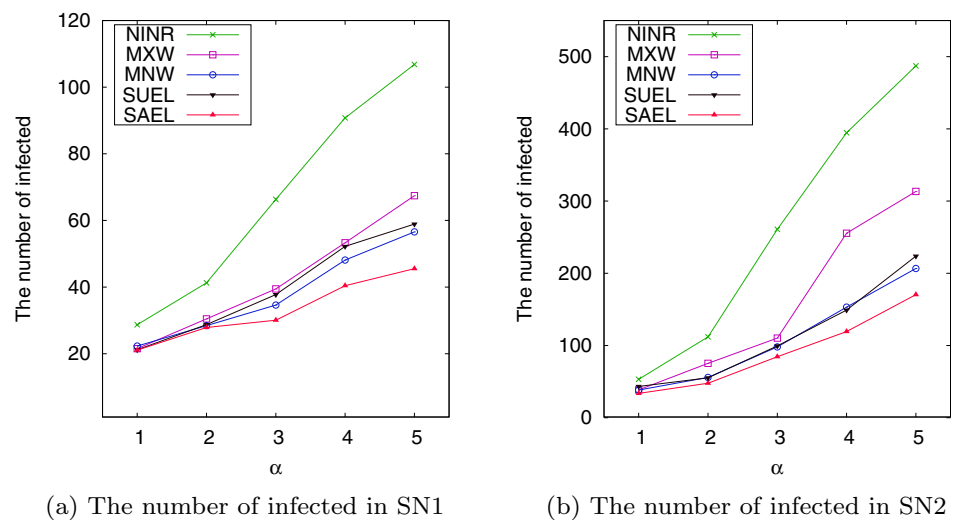 120
100
80
60
40
20
1 2 3 4 5
α
The number of infected
NINR
MXW
MNW
SUEL
SAEL
(a) The number of infected in SN1
500
400
300
200
100
0
1 2 3 4 5
α
The number of infected
NINR
MXW
MNW
SUEL
SAEL
(b) The number of infected in SN2